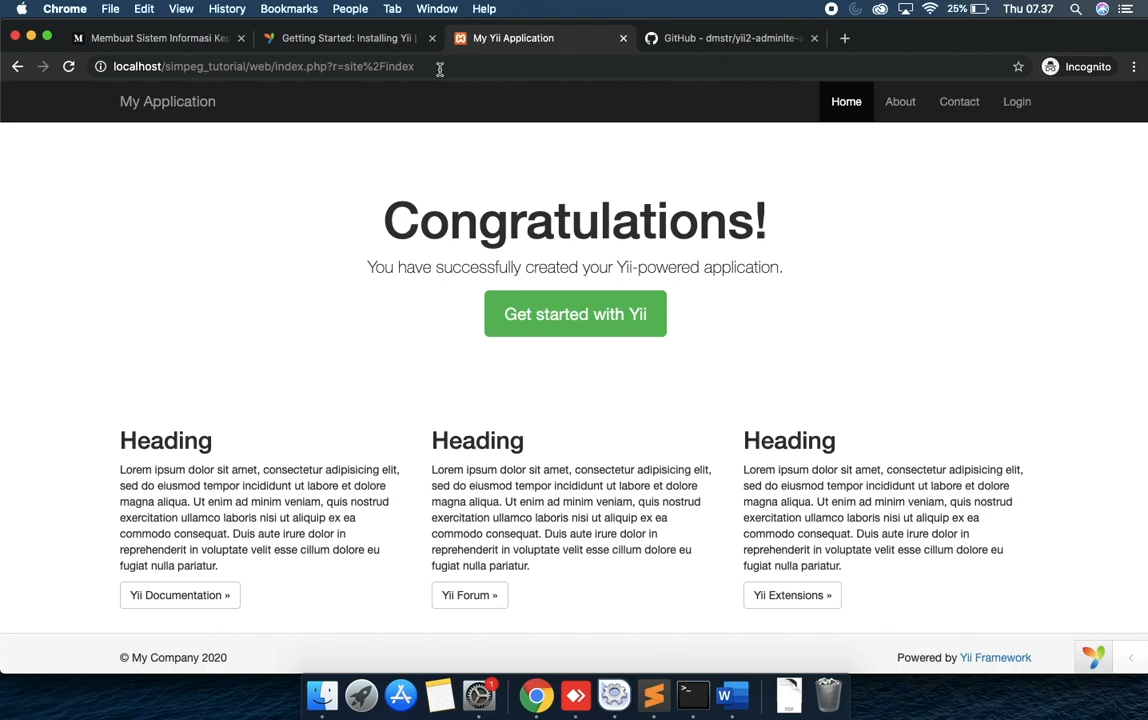 Chrome File Edit View History Bookmarks People Tab Window Help 25% Thu 07.37
Membuat Sistem Informasi Kep Getting Started: Installing Yii | My Yii Application GitHub - dmstr/yii2-adminlte-a
localhost/simpeg_tutorial/web/index.php?r=site%2Findex Incognito
My Application Home About Contact Login
Congratulations!
You have successfully created your Yii-powered application.
Get started with Yii
Heading
Lorem ipsum dolor sit amet, consectetur adipisicing elit,
sed do eiusmod tempor incididunt ut labore et dolore
magna aliqua. Ut enim ad minim veniam, quis nostrud
exercitation ullamco laboris nisi ut aliquip ex ea
commodo consequat. Duis aute irure dolor in
reprehenderit in voluptate velit esse cillum dolore eu
fugiat nulla pariatur.
Yii Documentation »
Heading
Lorem ipsum dolor sit amet, consectetur adipisicing elit,
sed do eiusmod tempor incididunt ut labore et dolore
magna aliqua. Ut enim ad minim veniam, quis nostrud
exercitation ullamco laboris nisi ut aliquip ex ea
commodo consequat. Duis aute irure dolor in
reprehenderit in voluptate velit esse cillum dolore eu
fugiat nulla pariatur.
Yii Forum »
Heading
Lorem ipsum dolor sit amet, consectetur adipisicing elit,
sed do eiusmod tempor incididunt ut labore et dolore
magna aliqua. Ut enim ad minim veniam, quis nostrud
exercitation ullamco laboris nisi ut aliquip ex ea
commodo consequat. Duis aute irure dolor in
reprehenderit in voluptate velit esse cillum dolore eu
fugiat nulla pariatur.
Yii Extensions »
© My Company 2020 Powered by Yii Framework
1
PDF